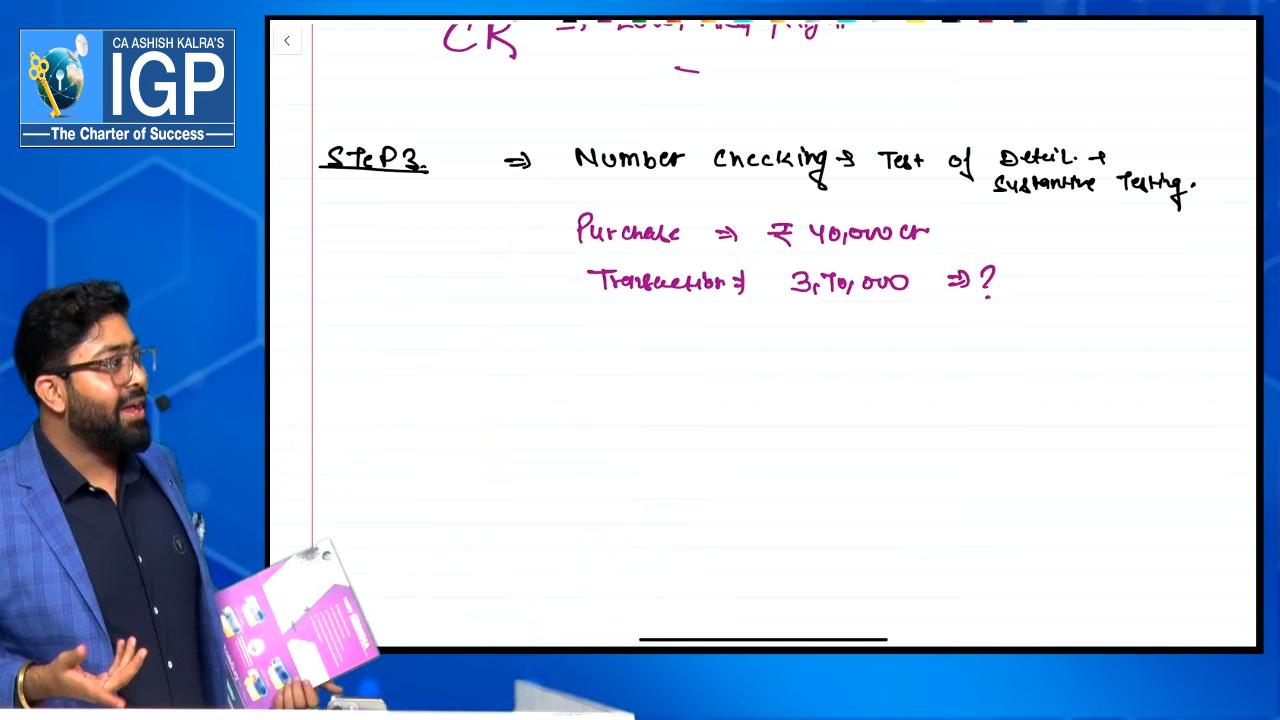 CA ASHISH KALRA'S
IGP
The Charter of Success
CR
STEP 3. ⇒ Number Checking → Test of Detail. →
Substantive Testing.
Purchase ⇒ ₹ 40,000 cr
Transaction ⇒ 3,70,000 ⇒ ?